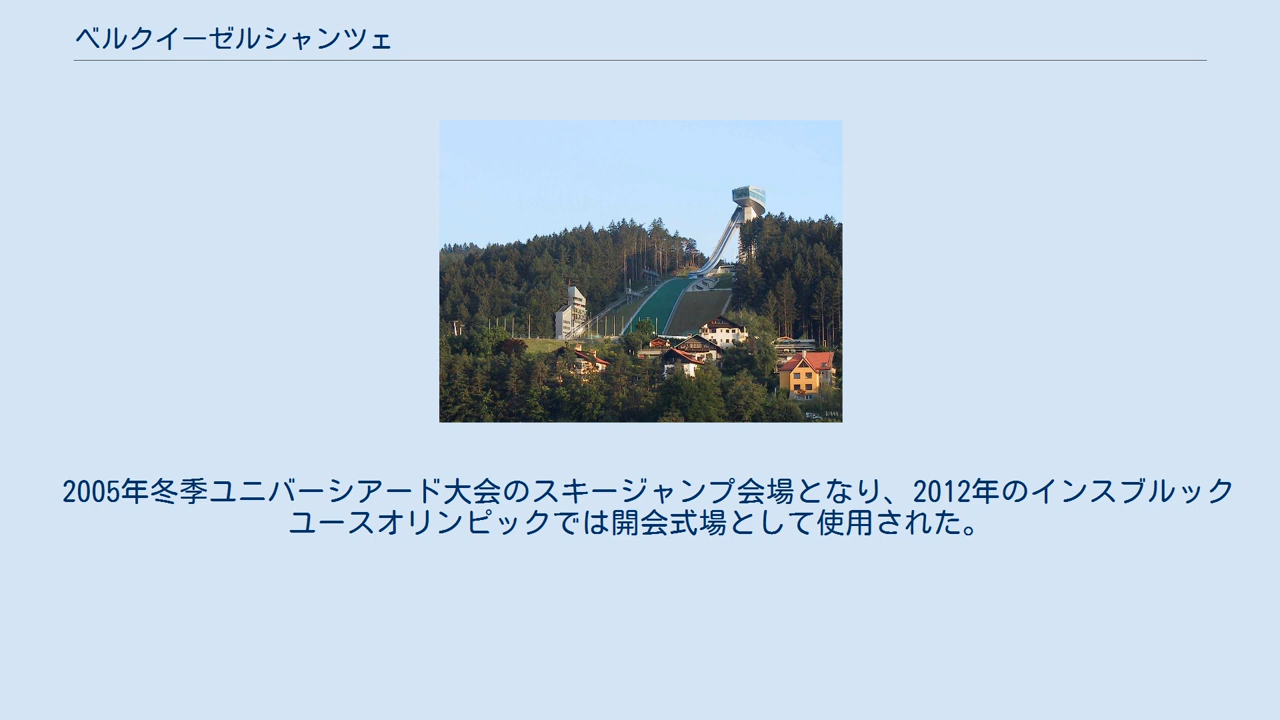 ベルクイーゼルシャンツェ
2005年冬季ユニバーシアード大会のスキージャンプ会場となり、2012年のインスブルック
ユースオリンピックでは開会式場として使用された。